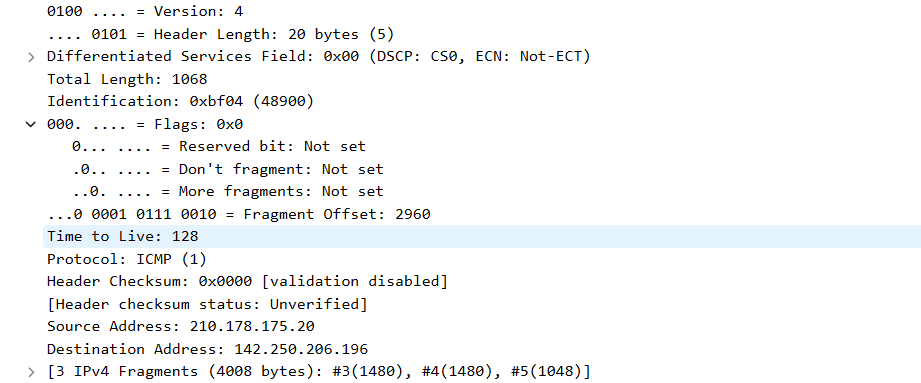 0100 .... = Version: 4
.... 0101 = Header Length: 20 bytes (5)
Differentiated Services Field: 0x00 (DSCP: CS0, ECN: Not-ECT)
Total Length: 1068
Identification: 0xbf04 (48900)
000. .... = Flags: 0x0
0... .... = Reserved bit: Not set
.0.. .... = Don't fragment: Not set
..0. .... = More fragments: Not set
...0 0001 0111 0010 = Fragment Offset: 2960
Time to Live: 128
Protocol: ICMP (1)
Header Checksum: 0x0000 [validation disabled]
[Header checksum status: Unverified]
Source Address: 210.178.175.20
Destination Address: 142.250.206.196
[3 IPv4 Fragments (4008 bytes): #3(1480), #4(1480), #5(1048)]